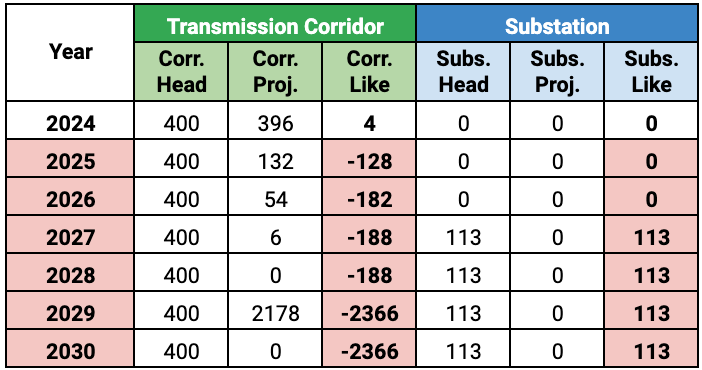 Transmission Corridor Substation
Year
Corr. Corr. Corr. Subs. Subs. Subs.
Head Proj. Like Head Proj. Like
2024 400 396 4 0 0 0
2025 400 132 -128 0 0 0
2026 400 54 -182 0 0 0
2027 400 6 -188 113 0 113
2028 400 0 -188 113 0 113
2029 400 2178 -2366 113 0 113
2030 400 0 -2366 113 0 113